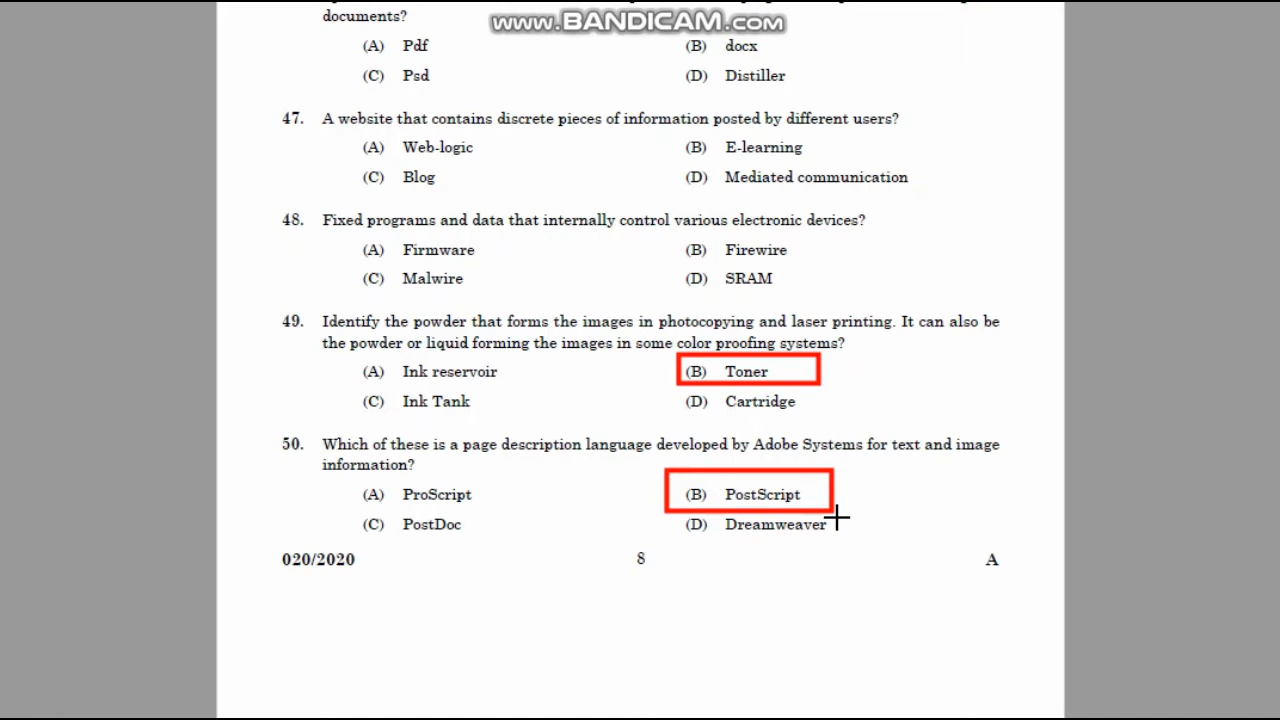 www.BANDICAM.com
documents?
(A) Pdf (B) docx
(C) Psd (D) Distiller
47. A website that contains discrete pieces of information posted by different users?
(A) Web-logic (B) E-learning
(C) Blog (D) Mediated communication
48. Fixed programs and data that internally control various electronic devices?
(A) Firmware (B) Firewire
(C) Malwire (D) SRAM
49. Identify the powder that forms the images in photocopying and laser printing. It can also be
the powder or liquid forming the images in some color proofing systems?
(A) Ink reservoir (B) Toner
(C) Ink Tank (D) Cartridge
50. Which of these is a page description language developed by Adobe Systems for text and image
information?
(A) ProScript (B) PostScript
(C) PostDoc (D) Dreamweaver
020/2020 8 A